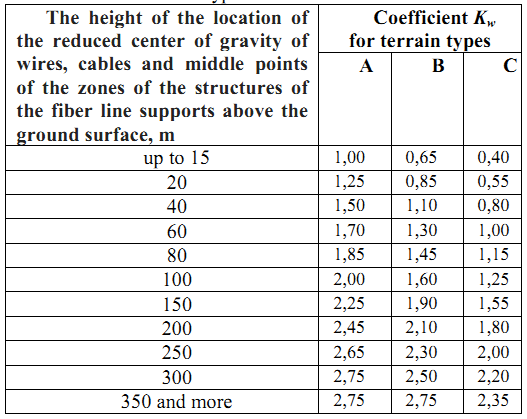 The height of the location of
the reduced center of gravity of
wires, cables and middle points
of the zones of the structures of
the fiber line supports above the
ground surface, m
Coefficient Kw
for terrain types
A B C
up to 15 1,00 0,65 0,40
20 1,25 0,85 0,55
40 1,50 1,10 0,80
60 1,70 1,30 1,00
80 1,85 1,45 1,15
100 2,00 1,60 1,25
150 2,25 1,90 1,55
200 2,45 2,10 1,80
250 2,65 2,30 2,00
300 2,75 2,50 2,20
350 and more 2,75 2,75 2,35